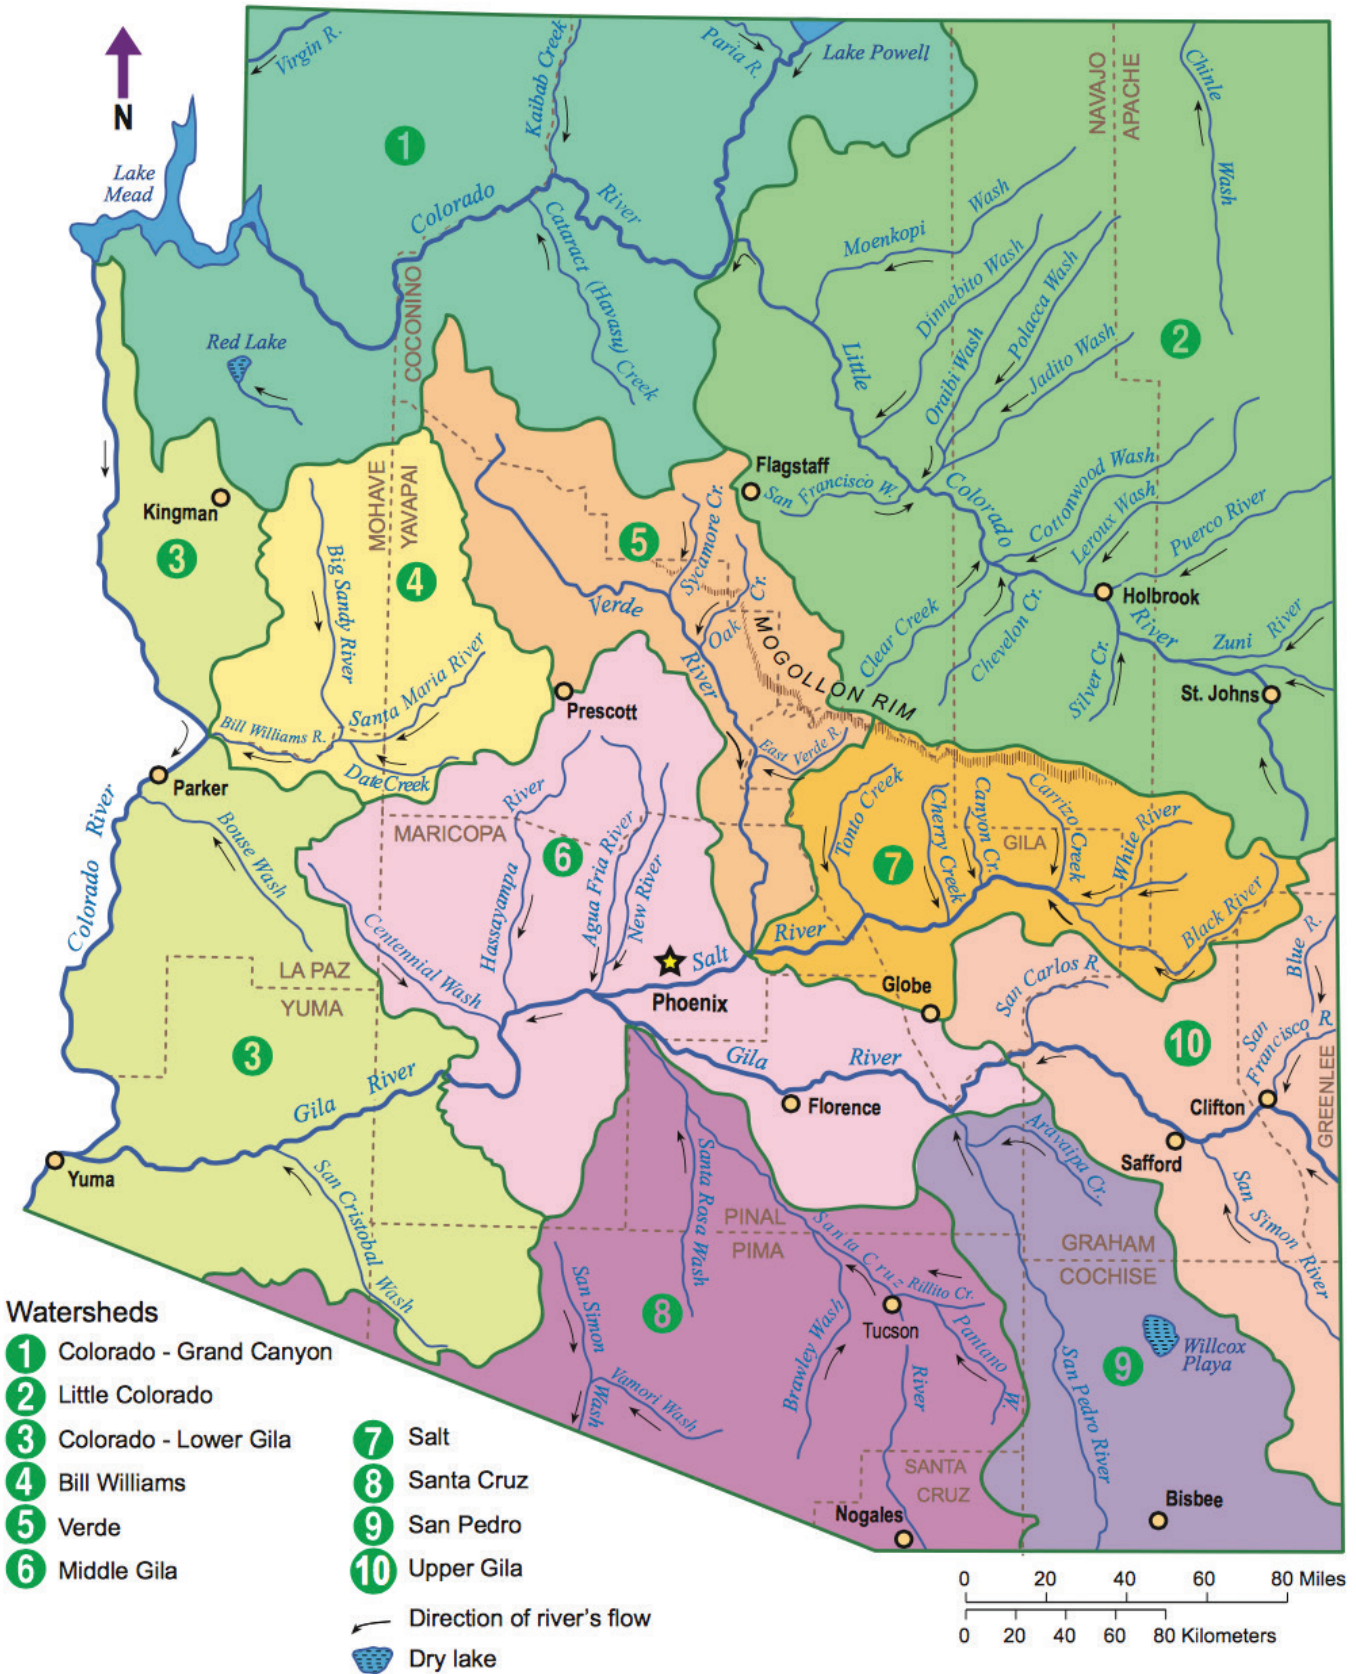 Virgin R.
Kaibab Creek
Paria R.
Lake Powell
NAVAJO
APACHE
Chinle
Wash
N
1
Lake
Mead
Colorado
River
Cataract (Havasu) Creek
COCONINO
Moenkopi
Wash
Dinnebito Wash
Oraibi Wash
Polacca Wash
Jadito Wash
2
Red Lake
Little
Colorado
River
Flagstaff
San Francisco W.
Cottonwood Wash
Leroux Wash
Puerco River
Kingman
3
MOHAVE
YAVAPAI
4
Big Sandy River
5
Sycamore Cr.
Verde
River
Oak
Cr.
MOGOLLON RIM
Clear Creek
Chevelon Cr.
Holbrook
Silver Cr.
Zuni
River
St. Johns
Santa Maria River
Bill Williams R.
Date Creek
Prescott
East Verde R.
Parker
Colorado River
Bouse Wash
MARICOPA
River
Hassayampa
6
Agua Fria River
New River
Tonto Creek
7
Cherry Creek
Canyon Cr.
Carrizo Creek
GILA
White River
Black River
Centennial Wash
Phoenix
Salt
River
Globe
San Carlos R.
Blue R.
San
Francisco R
10
GREENLEE
LA PAZ
YUMA
3
Gila
River
Gila
River
Florence
Clifton
Safford
San
Simon
River
Aravaipa Cr.
Yuma
San Cristobal
Wash
Santa Rosa Wash
PINAL
PIMA
Santa Cruz
Rillito Cr.
GRAHAM
COCHISE
San Simon
Wash
Vamori Wash
8
Brawley Wash
Tucson
Pantano
W.
River
San Pedro River
9
Willcox
Playa
SANTA
CRUZ
Nogales
Bisbee
Watersheds
1 Colorado - Grand Canyon
2 Little Colorado
3 Colorado - Lower Gila
4 Bill Williams
5 Verde
6 Middle Gila
7 Salt
8 Santa Cruz
9 San Pedro
10 Upper Gila
Direction of river's flow
Dry lake
0 20 40 60 80 Miles
0 20 40 60 80 Kilometers